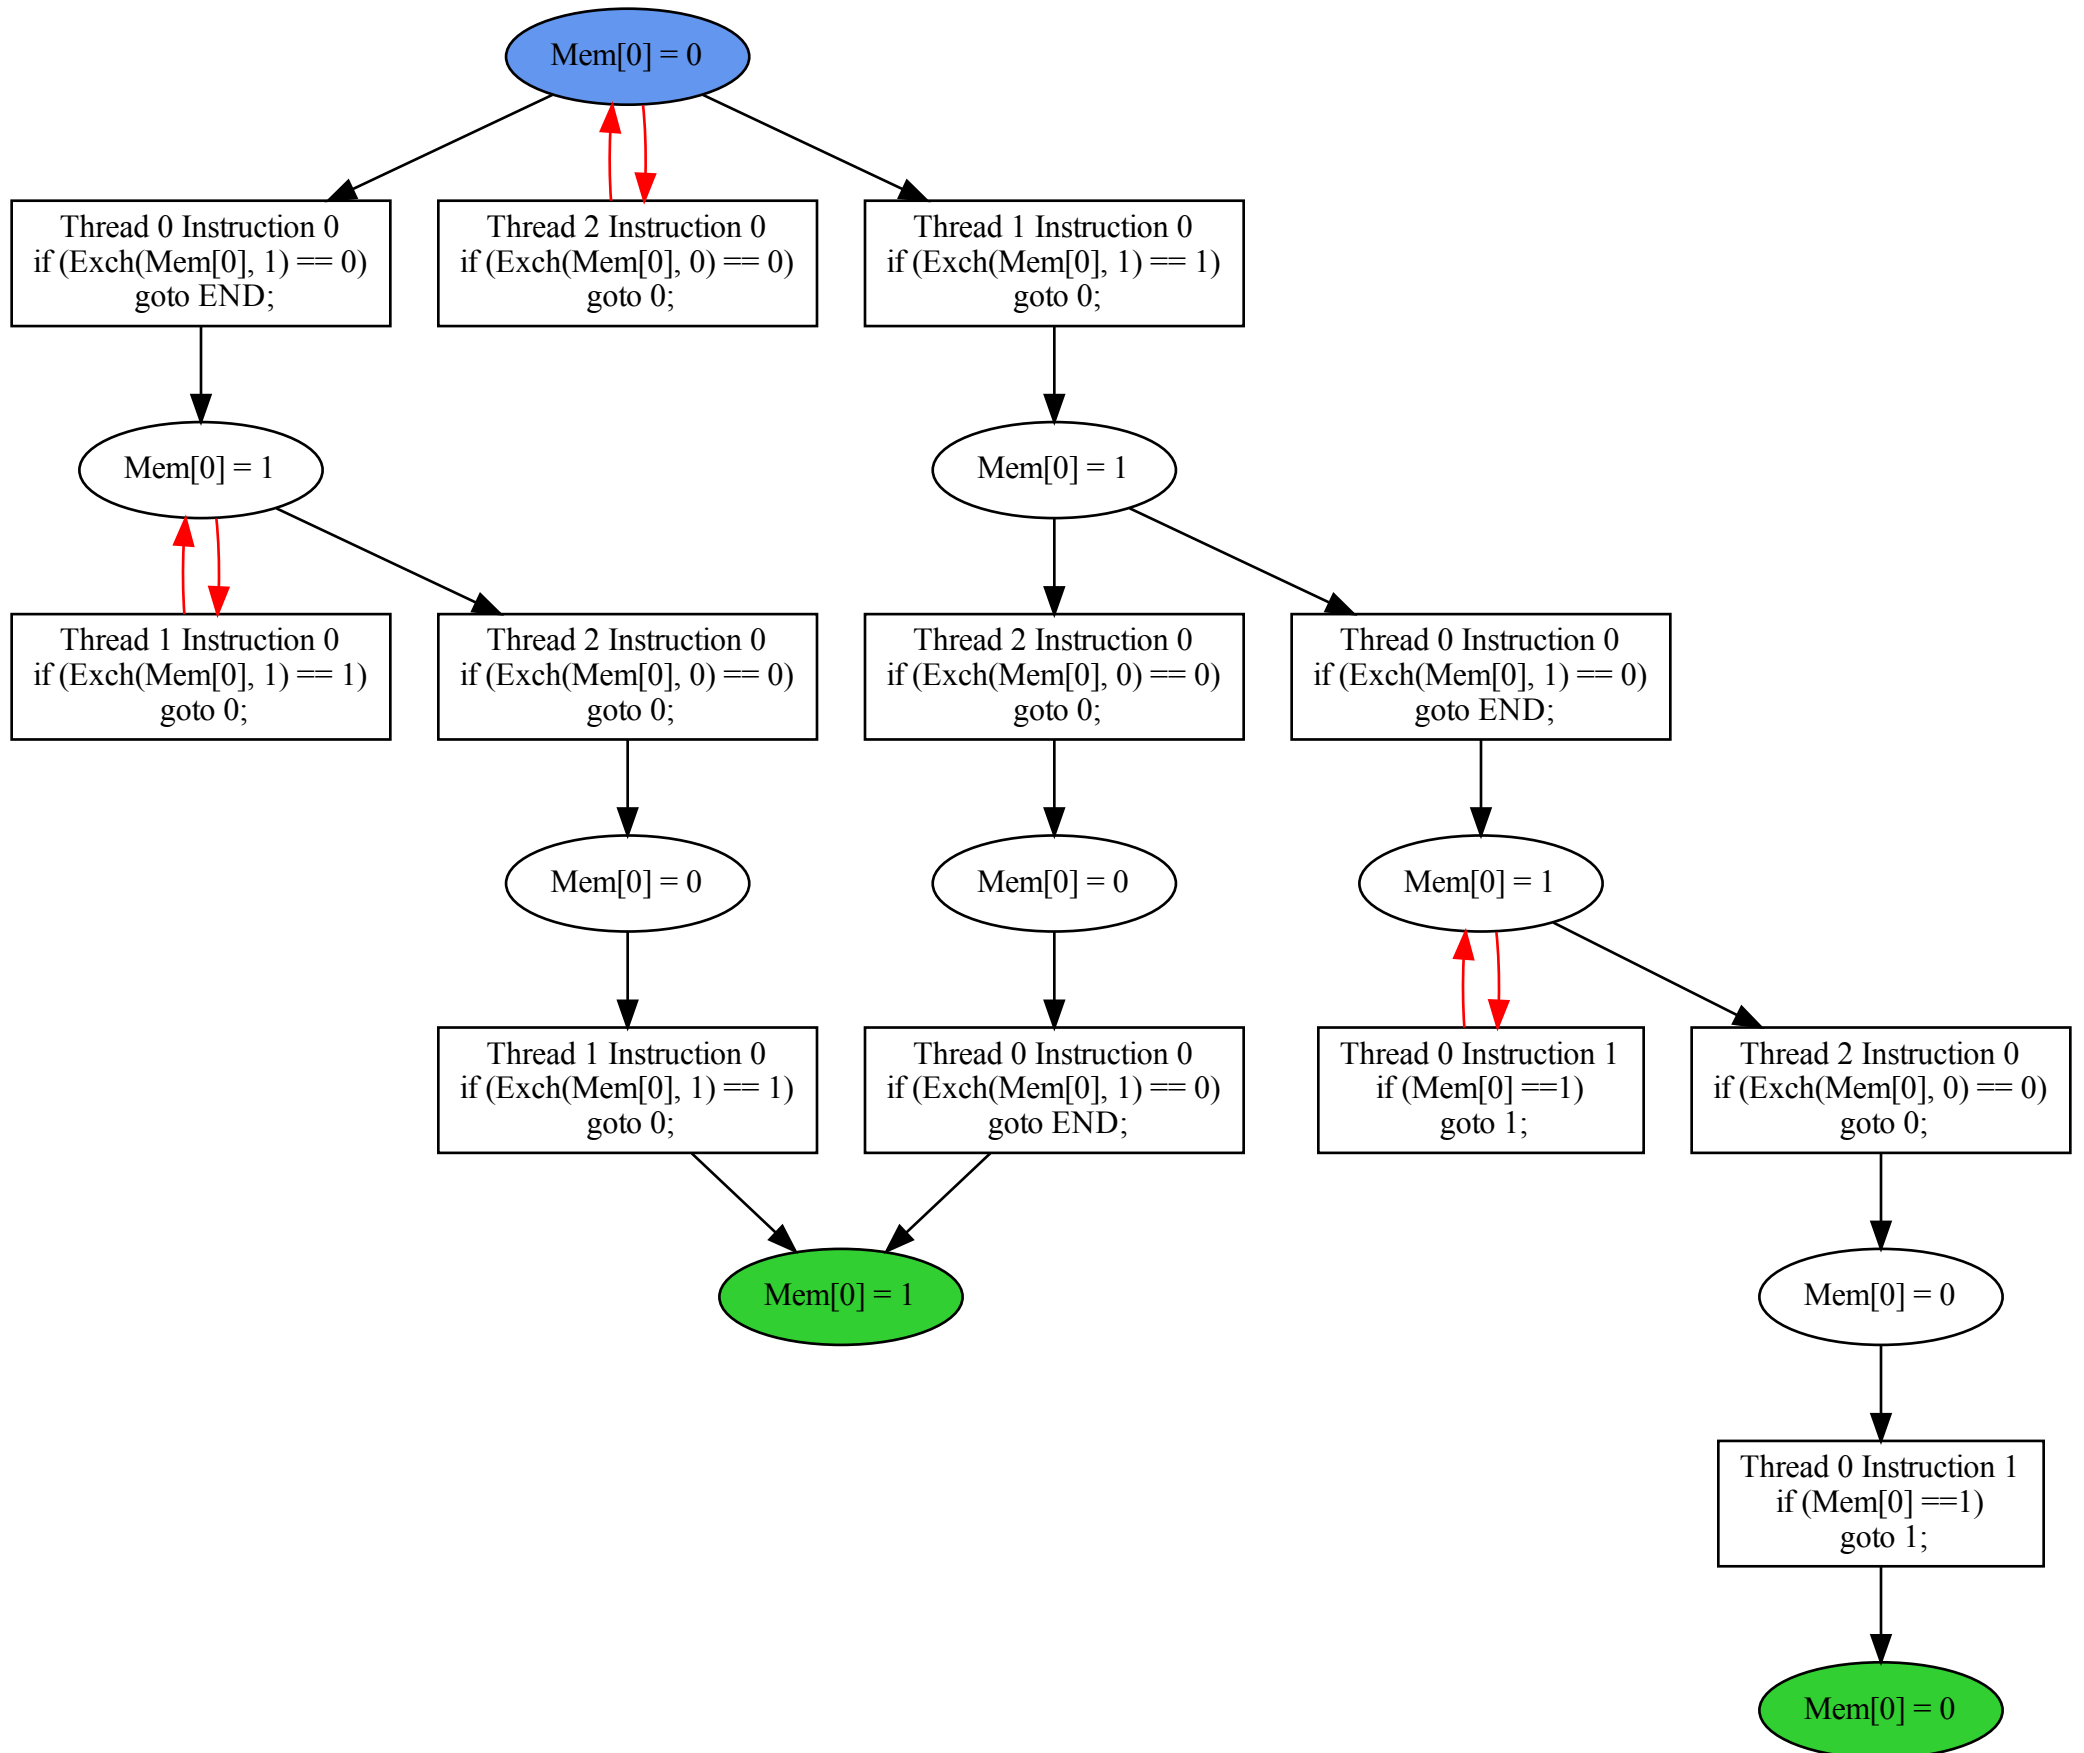 Mem[0] = 0
Thread 0 Instruction 0
if (Exch(Mem[0], 1) == 0)
goto END;
Thread 2 Instruction 0
if (Exch(Mem[0], 0) == 0)
goto 0;
Thread 1 Instruction 0
if (Exch(Mem[0], 1) == 1)
goto 0;
Mem[0] = 1
Mem[0] = 1
Thread 1 Instruction 0
if (Exch(Mem[0], 1) == 1)
goto 0;
Thread 2 Instruction 0
if (Exch(Mem[0], 0) == 0)
goto 0;
Thread 2 Instruction 0
if (Exch(Mem[0], 0) == 0)
goto 0;
Thread 0 Instruction 0
if (Exch(Mem[0], 1) == 0)
goto END;
Mem[0] = 0
Mem[0] = 0
Mem[0] = 1
Thread 1 Instruction 0
if (Exch(Mem[0], 1) == 1)
goto 0;
Thread 0 Instruction 0
if (Exch(Mem[0], 1) == 0)
goto END;
Thread 0 Instruction 1
if (Mem[0] ==1)
goto 1;
Thread 2 Instruction 0
if (Exch(Mem[0], 0) == 0)
goto 0;
Mem[0] = 1
Mem[0] = 0
Thread 0 Instruction 1
if (Mem[0] ==1)
goto 1;
Mem[0] = 0